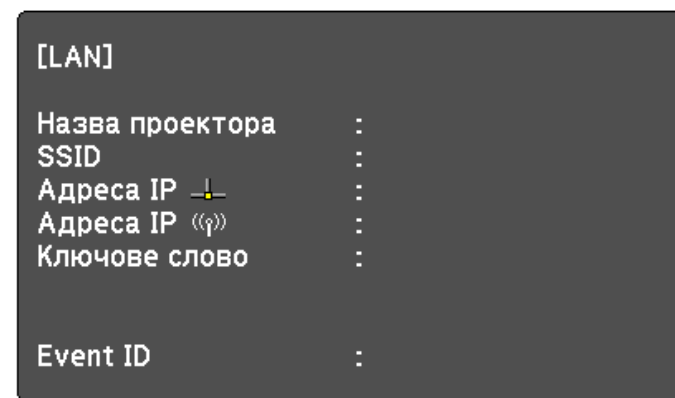 [LAN]
Назва проектора :
SSID :
Адреса IP :
Адреса IP :
Ключове слово :
Event ID :